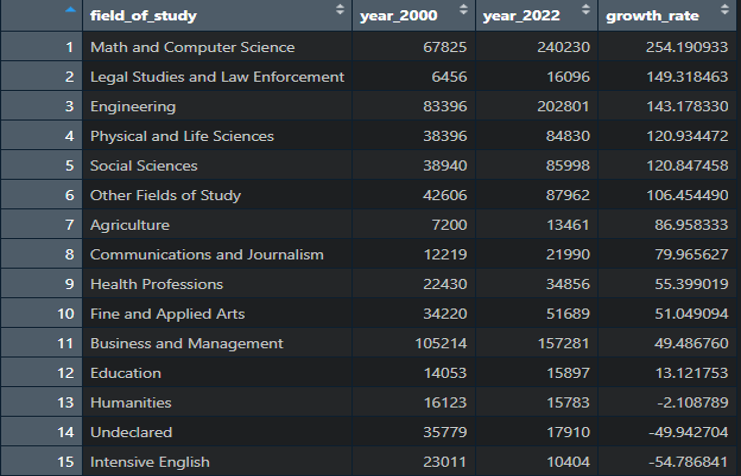 field_of_study year_2000 year_2022 growth_rate
1 Math and Computer Science 67825 240230 254.190933
2 Legal Studies and Law Enforcement 6456 16096 149.318463
3 Engineering 83396 202801 143.178330
4 Physical and Life Sciences 38396 84830 120.934472
5 Social Sciences 38940 85998 120.847458
6 Other Fields of Study 42606 87962 106.454490
7 Agriculture 7200 13461 86.958333
8 Communications and Journalism 12219 21990 79.965627
9 Health Professions 22430 34856 55.399019
10 Fine and Applied Arts 34220 51689 51.049094
11 Business and Management 105214 157281 49.486760
12 Education 14053 15897 13.121753
13 Humanities 16123 15783 -2.108789
14 Undeclared 35779 17910 -49.942704
15 Intensive English 23011 10404 -54.786841